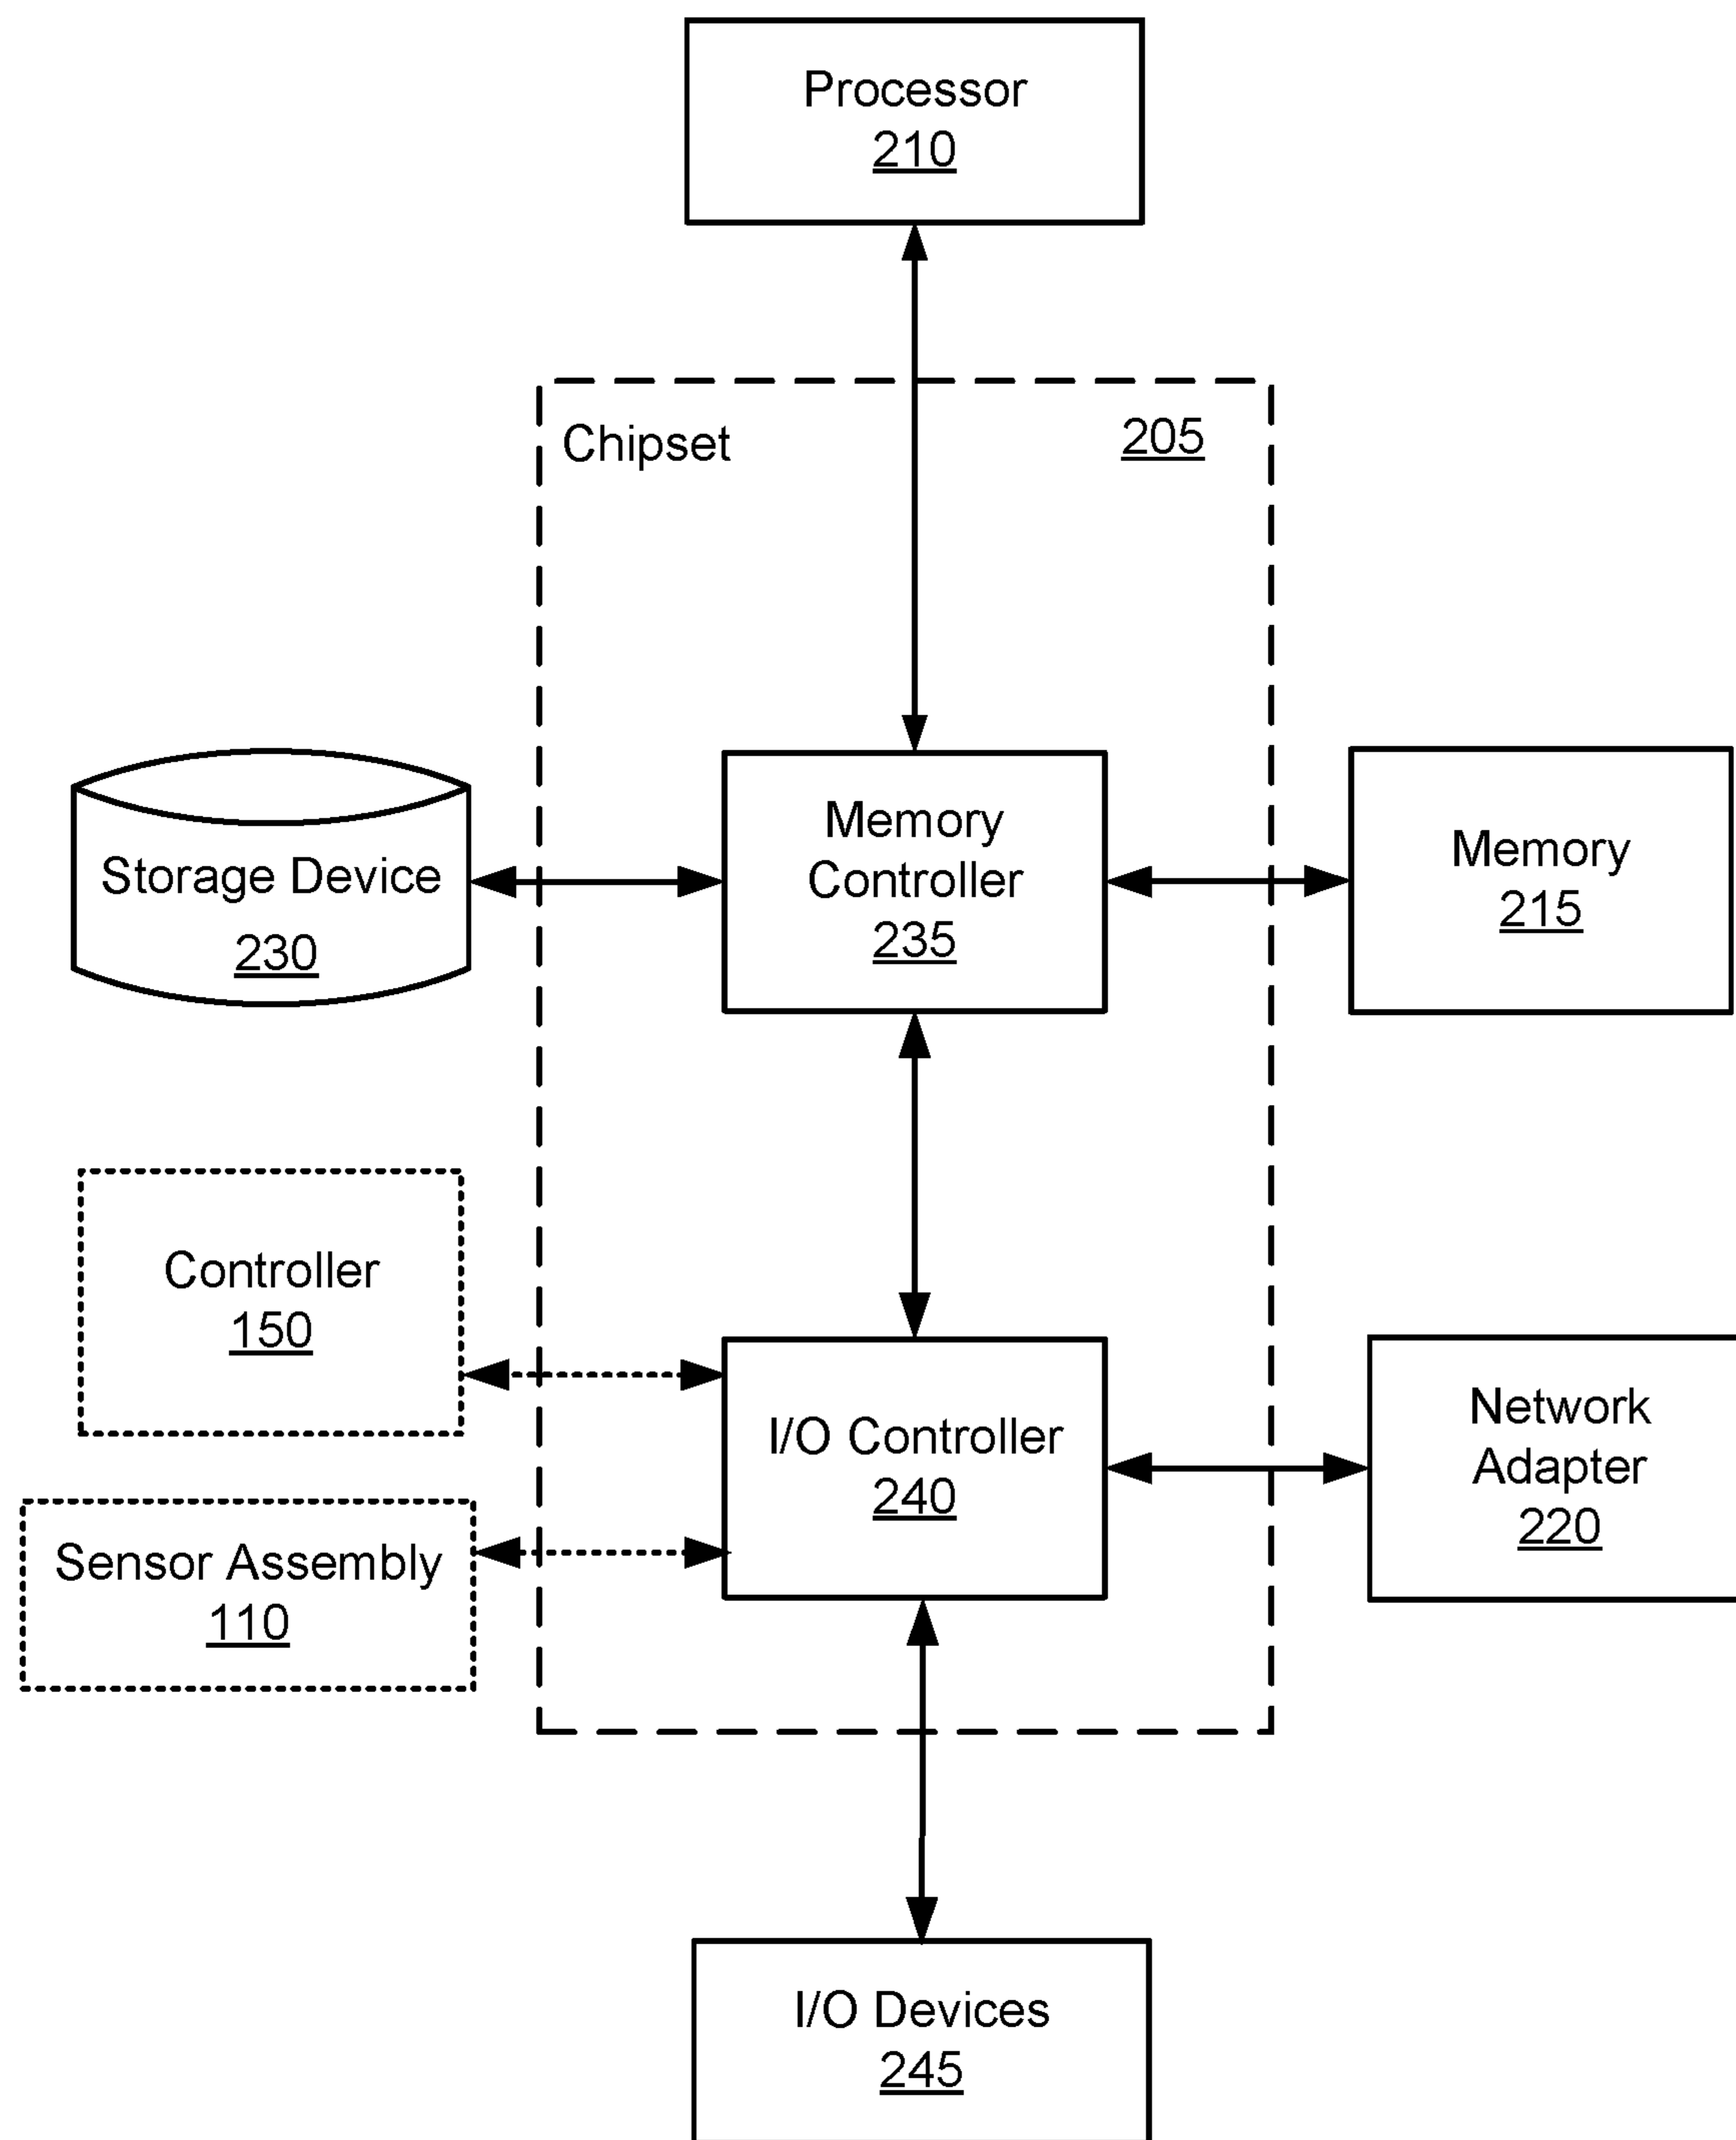 Processor
210
Chipset
205
Storage Device
230
Memory
Controller
235
Memory
215
Controller
150
I/O Controller
240
Network
Adapter
220
Sensor Assembly
110
I/O Devices
245